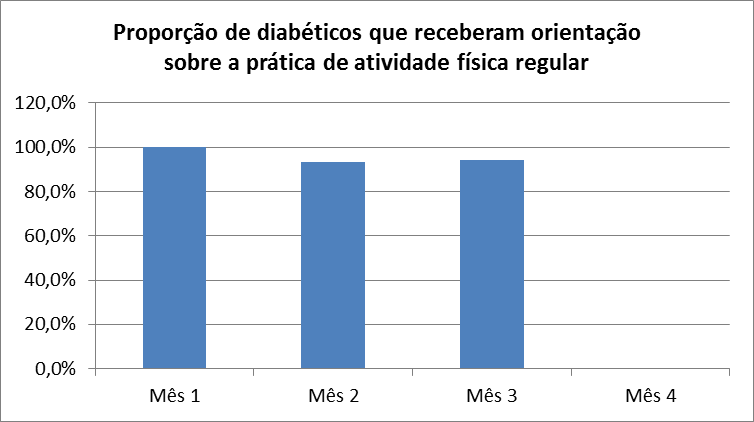 Proporção de diabéticos que receberam orientação
sobre a prática de atividade física regular
120,0%
100,0%
80,0%
60,0%
40,0%
20,0%
0,0%
Mês 1
Mês 2
Mês 3
Mês 4